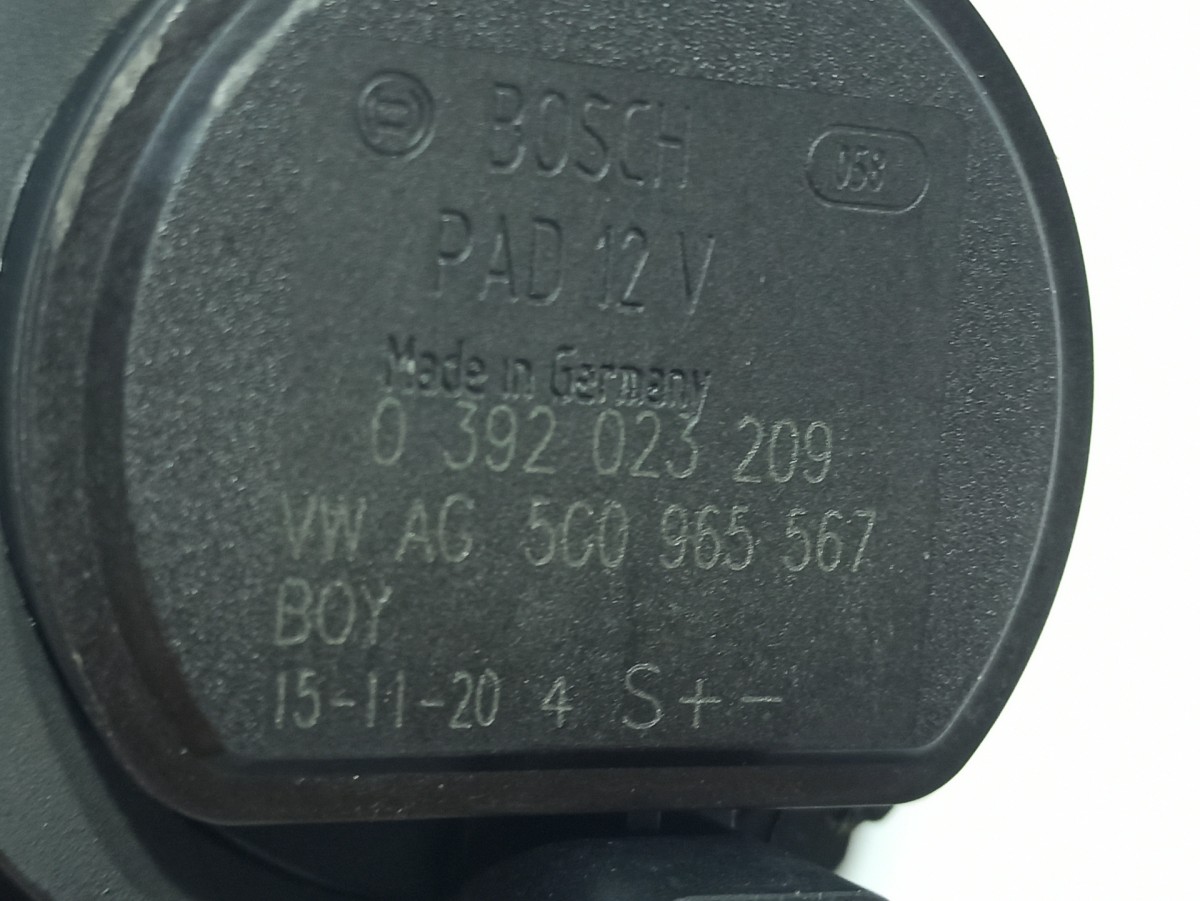 BOSCH
058
PAD 12 V
Made in Germany
0 392 023 209
VW AG 5G0 965 567
BOY
15-11-20 4 S + -